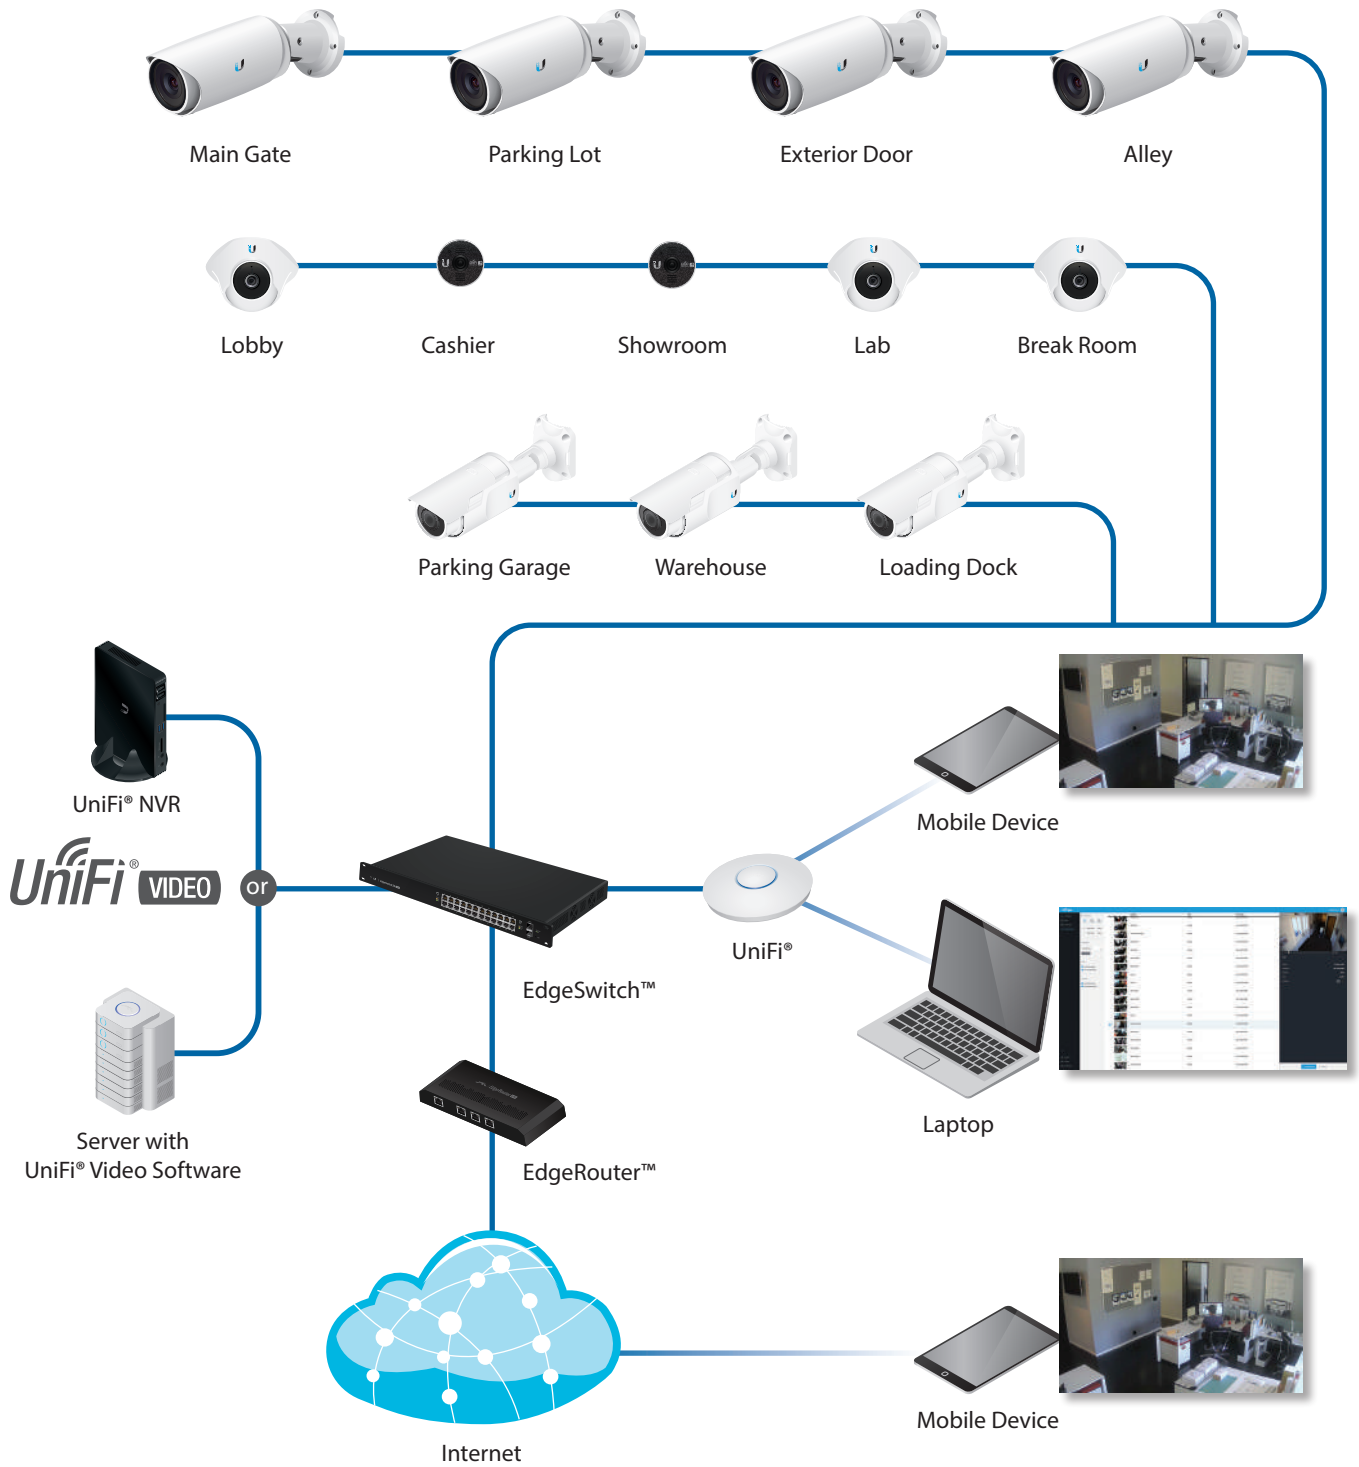 Main Gate
Parking Lot
Exterior Door
Alley
Lobby
Cashier
Showroom
Lab
Break Room
Parking Garage
Warehouse
Loading Dock
UniFi® NVR
Mobile Device
UniFi® VIDEO
or
UniFi®
EdgeSwitch™
Laptop
Server with
UniFi® Video Software
EdgeRouter™
Mobile Device
Internet